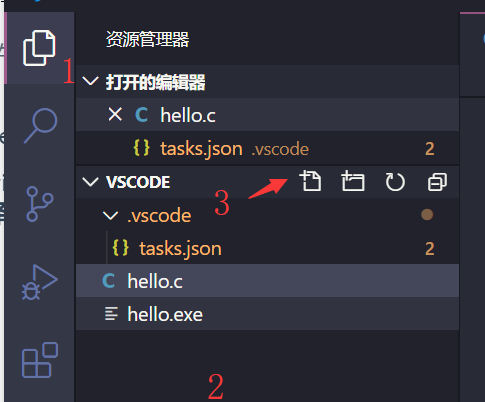 资源管理器
1
打开的编辑器
C hello.c
{} tasks.json .vscode 2
VSCODE
3
.vscode
{} tasks.json 2
C hello.c
hello.exe
2